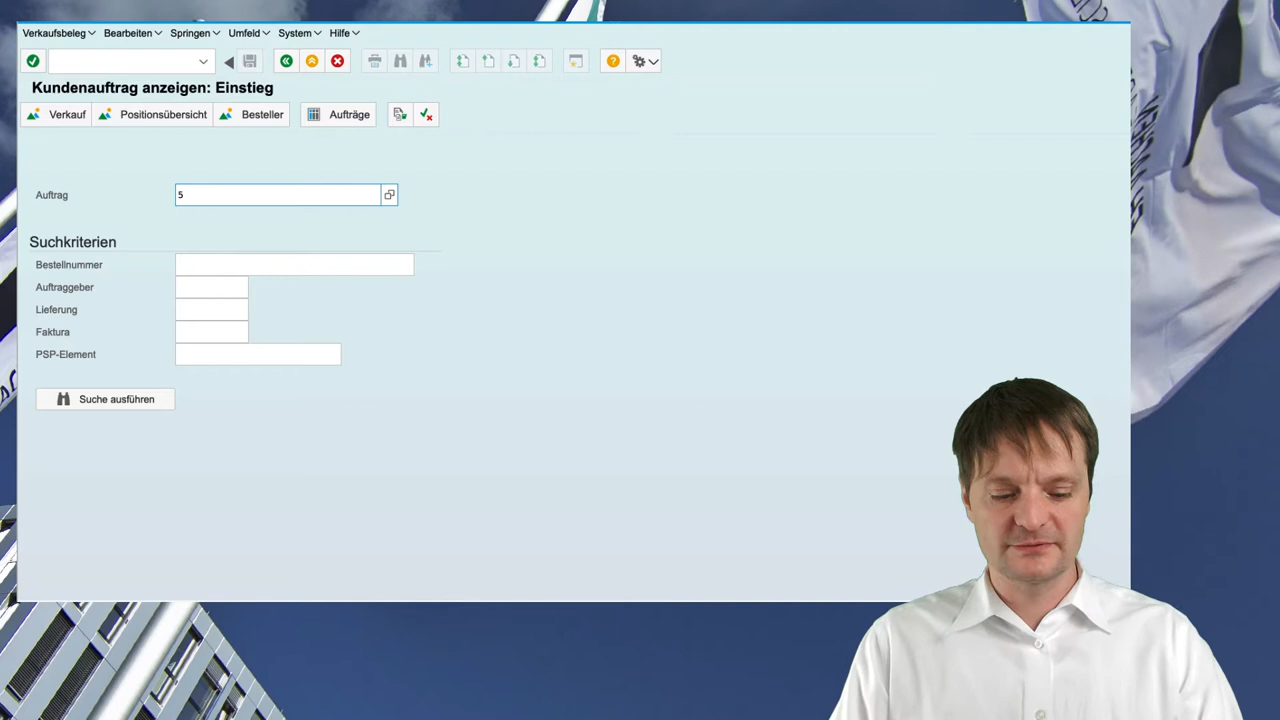 Verkaufsbeleg Bearbeiten Springen Umfeld System Hilfe
Kundenauftrag anzeigen: Einstieg
Verkauf Positionsübersicht Besteller Aufträge
Auftrag 5
Suchkriterien
Bestellnummer
Auftraggeber
Lieferung
Faktura
PSP-Element
Suche ausführen